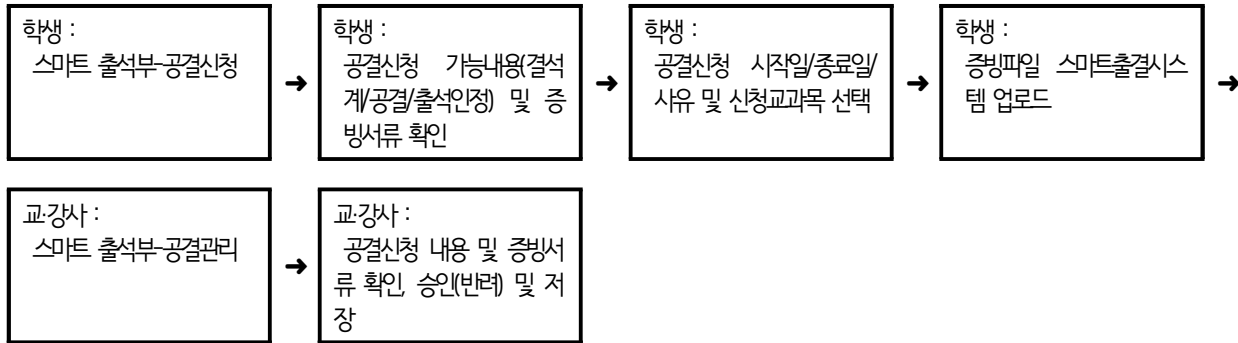 학생 :
스마트 출석부-공결신청
➜
학생 :
공결신청 가능내용(결석
계/공결/출석인정) 및 증
빙서류 확인
➜
학생 :
공결신청 시작일/종료일/
사유 및 신청교과목 선택
➜
학생 :
증빙파일 스마트출결시스
템 업로드
➜
교·강사 :
스마트 출석부-공결관리
➜
교·강사 :
공결신청 내용 및 증빙서
류 확인, 승인(반려) 및 저
장